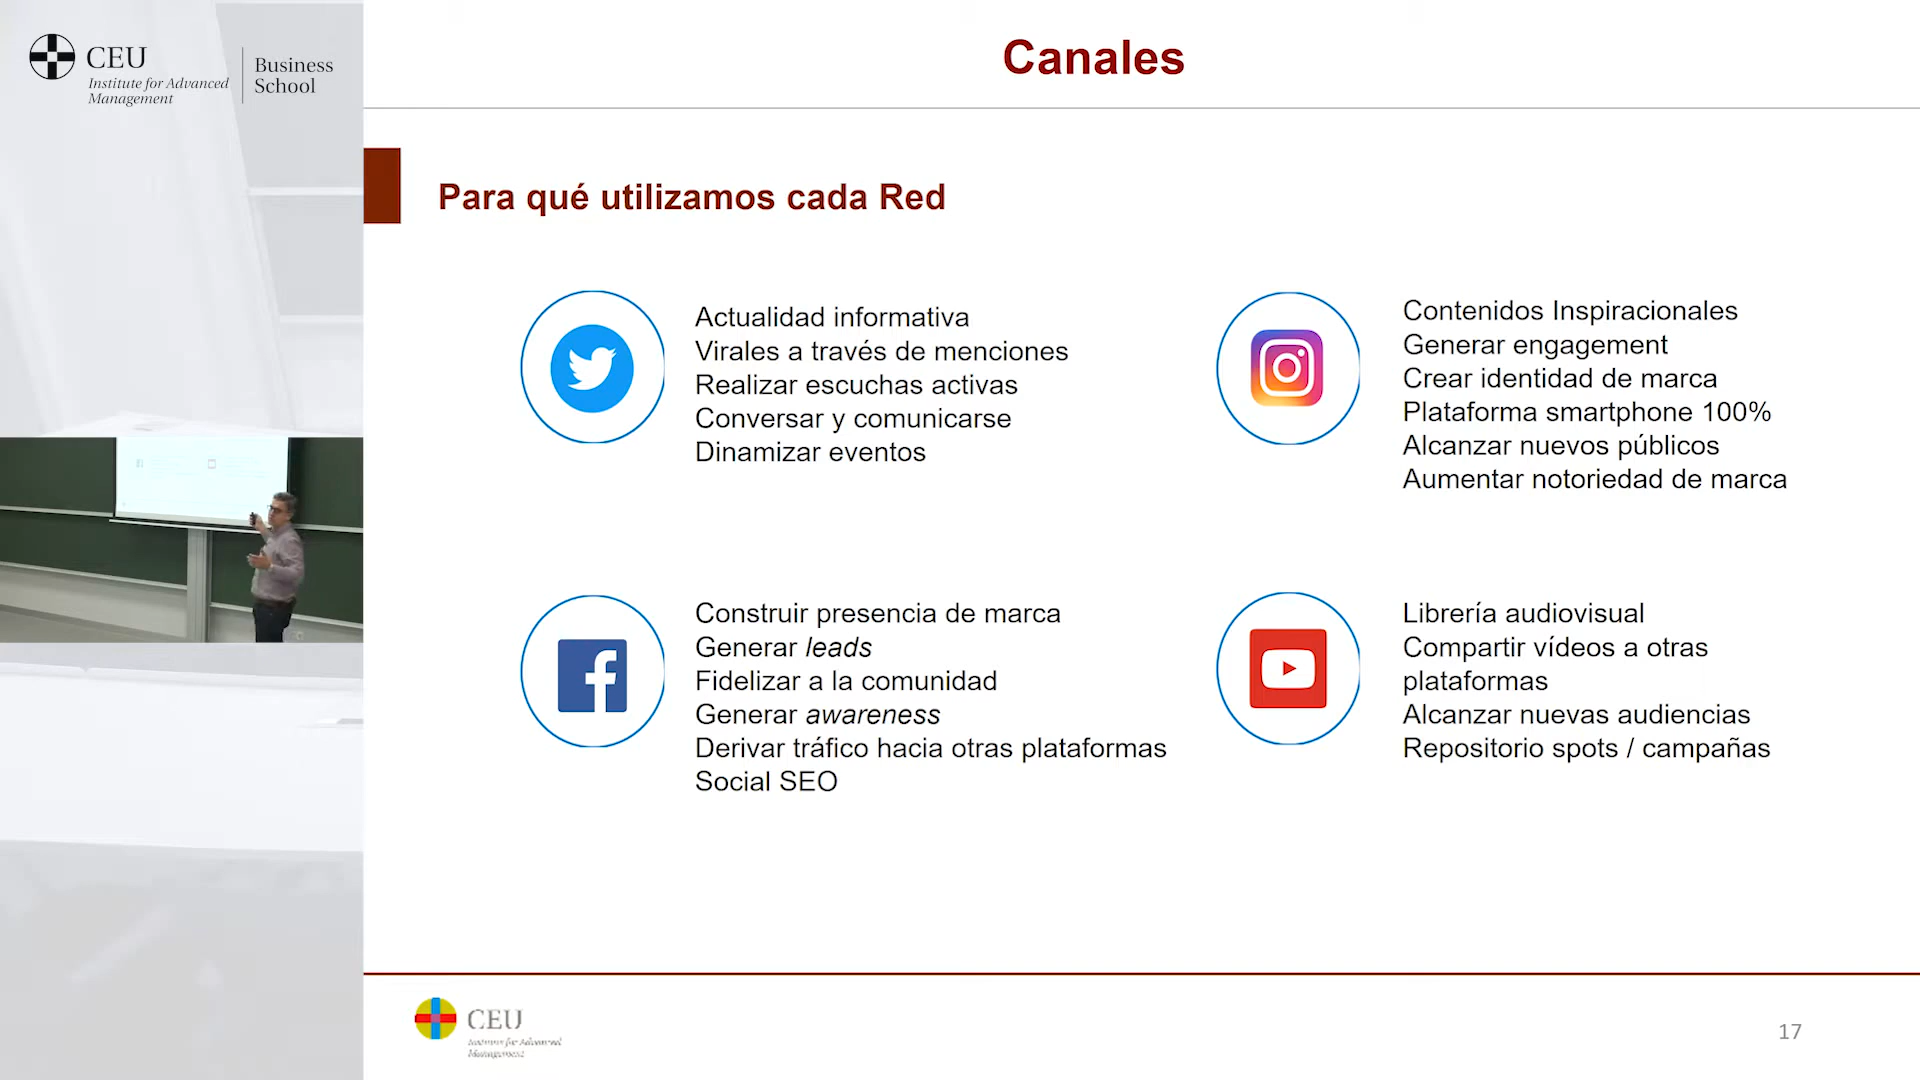 CEU
Institute for Advanced
Management
Business
School
Canales
Para qué utilizamos cada Red
Actualidad informativa
Virales a través de menciones
Realizar escuchas activas
Conversar y comunicarse
Dinamizar eventos
Contenidos Inspiracionales
Generar engagement
Crear identidad de marca
Plataforma smartphone 100%
Alcanzar nuevos públicos
Aumentar notoriedad de marca
Construir presencia de marca
Generar leads
Fidelizar a la comunidad
Generar awareness
Derivar tráfico hacia otras plataformas
Social SEO
Librería audiovisual
Compartir vídeos a otras
plataformas
Alcanzar nuevas audiencias
Repositorio spots / campañas
CEU
Institute for Advanced
Management
17